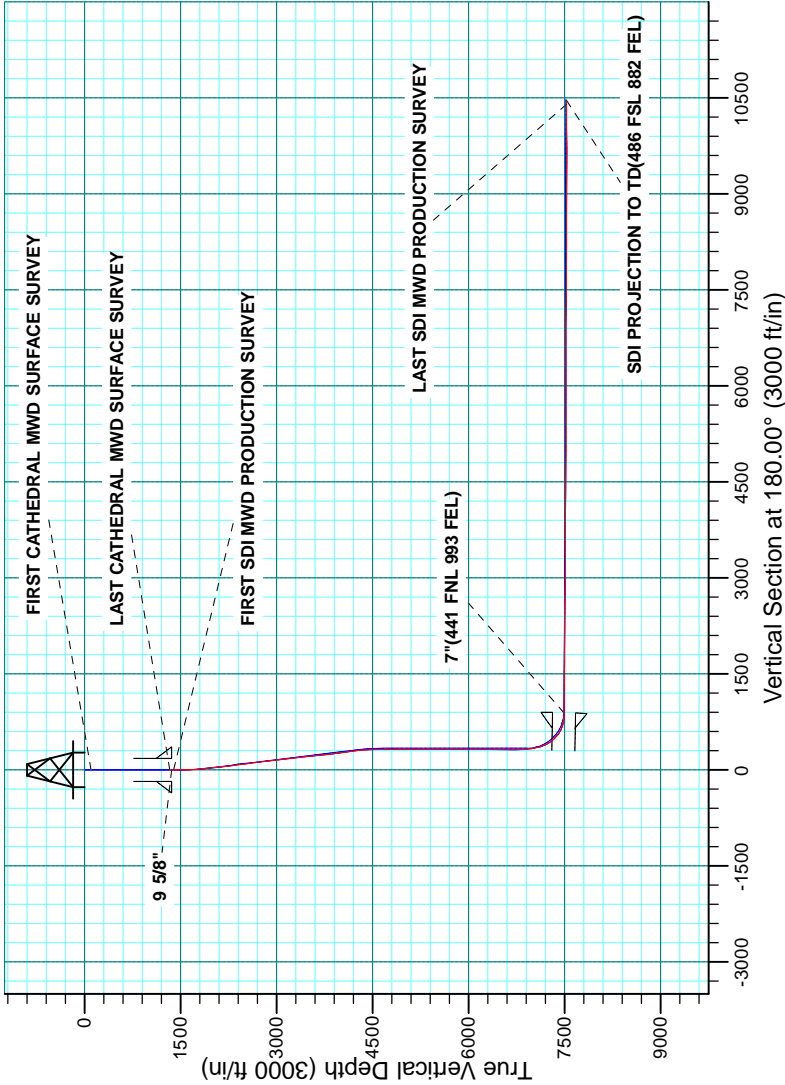 FIRST CATHEDRAL MWD SURFACE SURVEY
LAST CATHEDRAL MWD SURFACE SURVEY
FIRST SDI MWD PRODUCTION SURVEY
LAST SDI MWD PRODUCTION SURVEY
SDI PROJECTION TO TD(486 FSL 882 FEL)
7"(441 FNL 993 FEL)
9 5/8"
True Vertical Depth (3000 ft/in)
0
1500
3000
4500
6000
7500
9000
-3000
-1500
0
1500
3000
4500
6000
7500
9000
10500
Vertical Section at 180.00° (3000 ft/in)